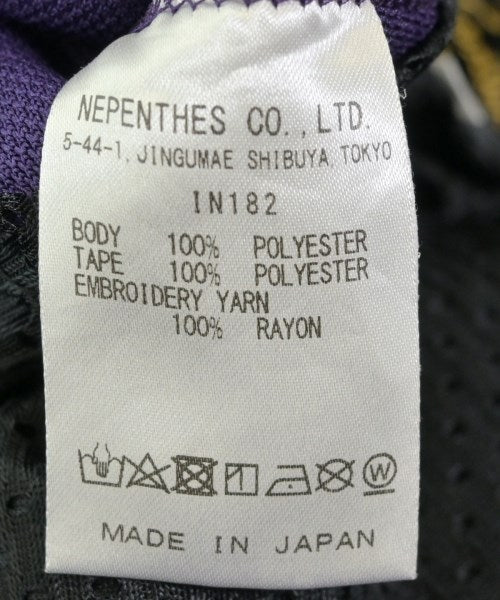 NEPENTHES CO., LTD.
5-44-1, JINGUMAE SHIBUYA TOKYO
IN182
BODY 100% POLYESTER
TAPE 100% POLYESTER
EMBROIDERY YARN
100% RAYON
W
MADE IN JAPAN